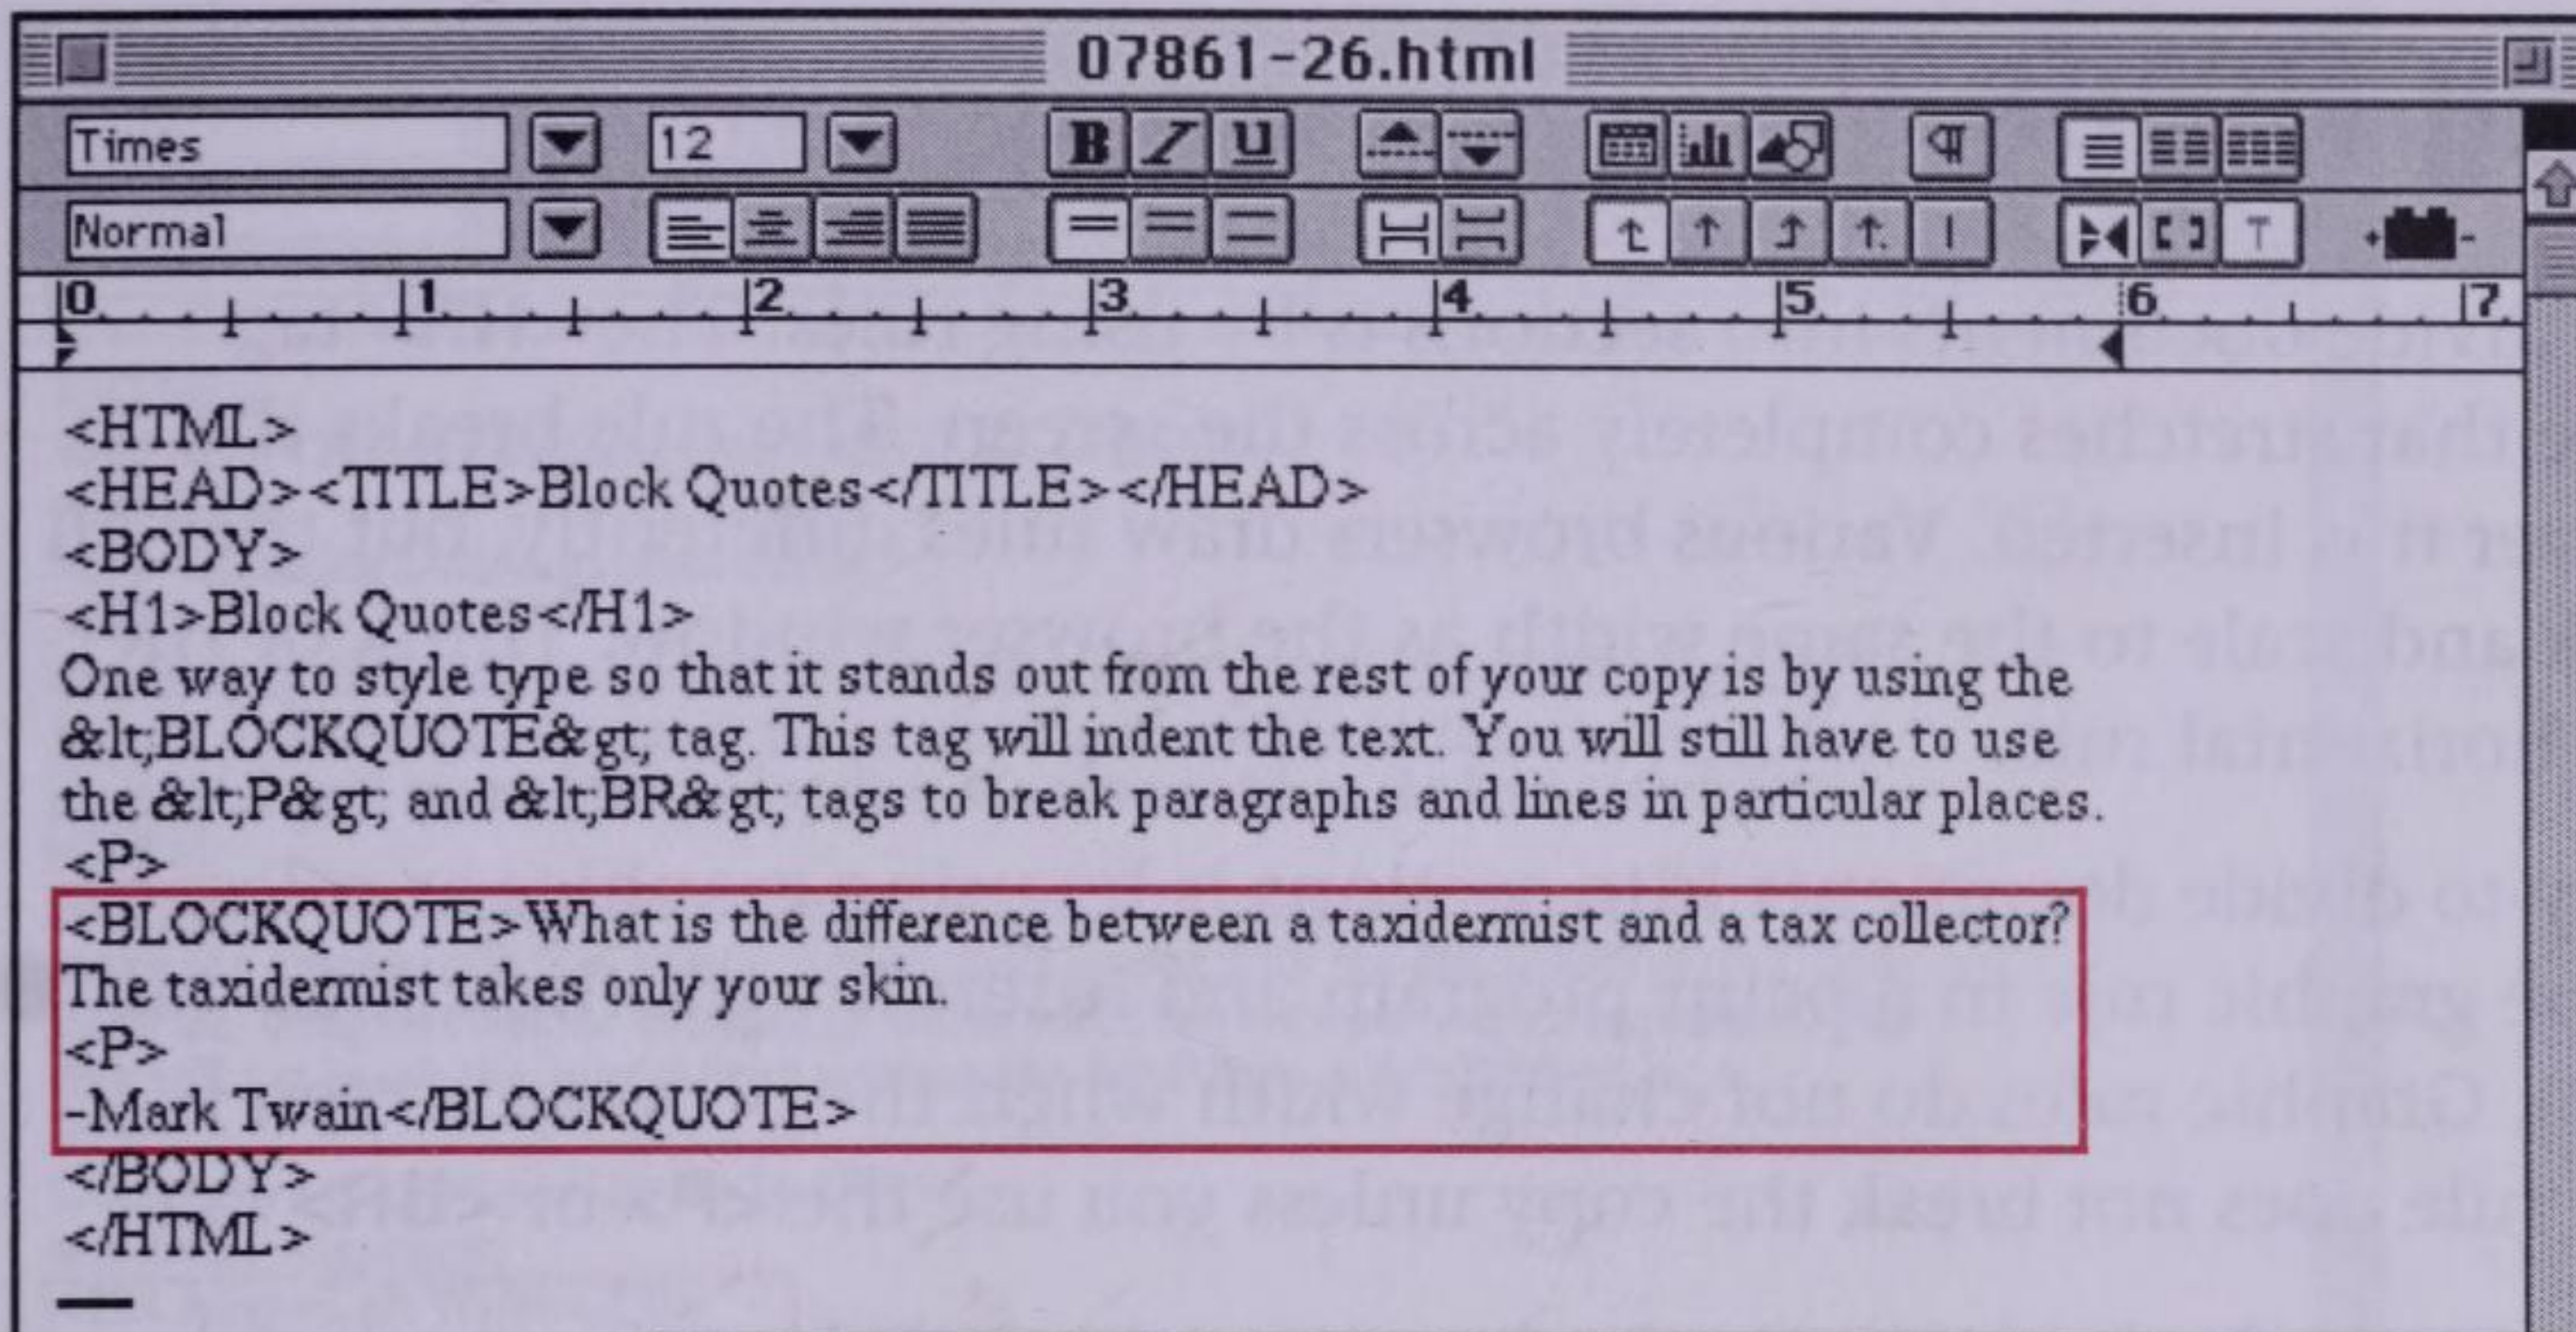 07861-26.html
Times 12 B I U
Normal
0 1 2 3 4 5 6 7
<HTML>
<HEAD><TITLE>Block Quotes</TITLE></HEAD>
<BODY>
<H1>Block Quotes</H1>
One way to style type so that it stands out from the rest of your copy is by using the
&lt;BLOCKQUOTE&gt; tag. This tag will indent the text. You will still have to use
the &lt;P&gt; and &lt;BR&gt; tags to break paragraphs and lines in particular places.
<P>
<BLOCKQUOTE>What is the difference between a taxidermist and a tax collector?
The taxidermist takes only your skin.
<P>
-Mark Twain</BLOCKQUOTE>
</BODY>
</HTML>